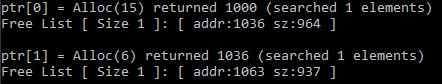 ptr[0] = Alloc(15) returned 1000 (searched 1 elements)
Free List [ Size 1 ]: [ addr:1036 sz:964 ]
ptr[1] = Alloc(6) returned 1036 (searched 1 elements)
Free List [ Size 1 ]: [ addr:1063 sz:937 ]